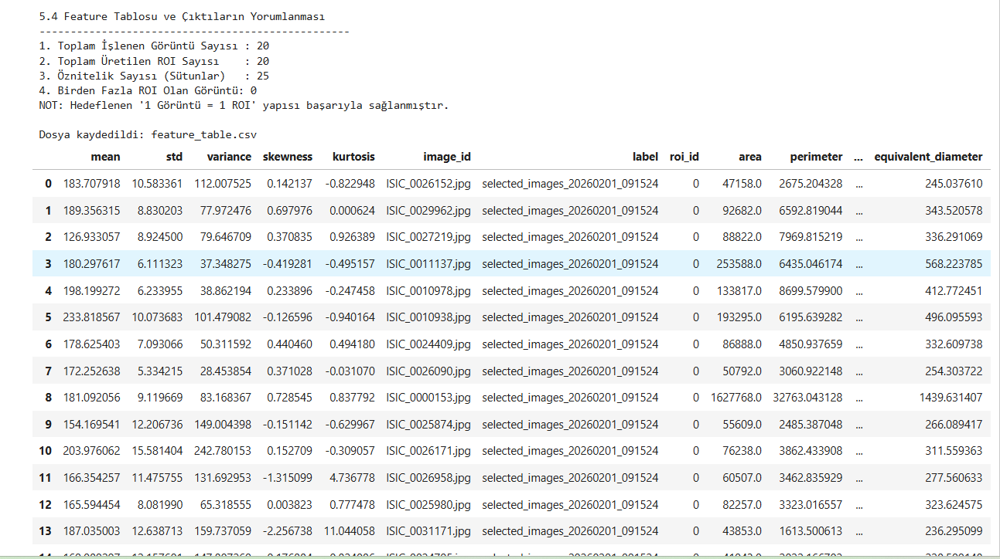 5.4 Feature Tablosu ve Çıktıların Yorumlanması
--------------------------------------------------
1. Toplam İşlenen Görüntü Sayısı : 20
2. Toplam Üretilen ROI Sayısı    : 20
3. Öznitelik Sayısı (Sütunlar)   : 25
4. Birden Fazla ROI Olan Görüntü: 0
NOT: Hedeflenen '1 Görüntü = 1 ROI' yapısı başarıyla sağlanmıştır.
Dosya kaydedildi: feature_table.csv
mean std variance skewness kurtosis image_id label roi_id area perimeter ... equivalent_diameter
0 183.707918 10.583361 112.007525 0.142137 -0.822948 ISIC_0026152.jpg selected_images_20260201_091524 0 47158.0 2675.204328 ... 245.037610
1 189.356315 8.830203 77.972476 0.697976 0.000624 ISIC_0029962.jpg selected_images_20260201_091524 0 92682.0 6592.819044 ... 343.520578
2 126.933057 8.924500 79.646709 0.370835 0.926389 ISIC_0027219.jpg selected_images_20260201_091524 0 88822.0 7969.815219 ... 336.291069
3 180.297617 6.111323 37.348275 -0.419281 -0.495157 ISIC_0011137.jpg selected_images_20260201_091524 0 253588.0 6435.046174 ... 568.223785
4 198.199272 6.233955 38.862194 0.233896 -0.247458 ISIC_0010978.jpg selected_images_20260201_091524 0 133817.0 8699.579900 ... 412.772451
5 233.818567 10.073683 101.479082 -0.126596 -0.940164 ISIC_0010938.jpg selected_images_20260201_091524 0 193295.0 6195.639282 ... 496.095593
6 178.625403 7.093066 50.311592 0.440460 0.494180 ISIC_0024409.jpg selected_images_20260201_091524 0 86888.0 4850.937659 ... 332.609738
7 172.252638 5.334215 28.453854 0.371028 -0.031070 ISIC_0026090.jpg selected_images_20260201_091524 0 50792.0 3060.922148 ... 254.303722
8 181.092056 9.119669 83.168367 0.728545 0.837792 ISIC_0000153.jpg selected_images_20260201_091524 0 1627768.0 32763.043128 ... 1439.631407
9 154.169541 12.206736 149.004398 -0.151142 -0.629967 ISIC_0025874.jpg selected_images_20260201_091524 0 55609.0 2485.387048 ... 266.089417
10 203.976062 15.581404 242.780153 0.152709 -0.309057 ISIC_0026171.jpg selected_images_20260201_091524 0 76238.0 3862.433908 ... 311.559363
11 166.354257 11.475755 131.692953 -1.315099 4.736778 ISIC_0026958.jpg selected_images_20260201_091524 0 60507.0 3462.835929 ... 277.560633
12 165.594454 8.081990 65.318555 0.003823 0.777478 ISIC_0025980.jpg selected_images_20260201_091524 0 82257.0 3323.016557 ... 323.624575
13 187.035003 12.638713 159.737059 -2.256738 11.044058 ISIC_0031171.jpg selected_images_20260201_091524 0 43853.0 1613.500613 ... 236.295099